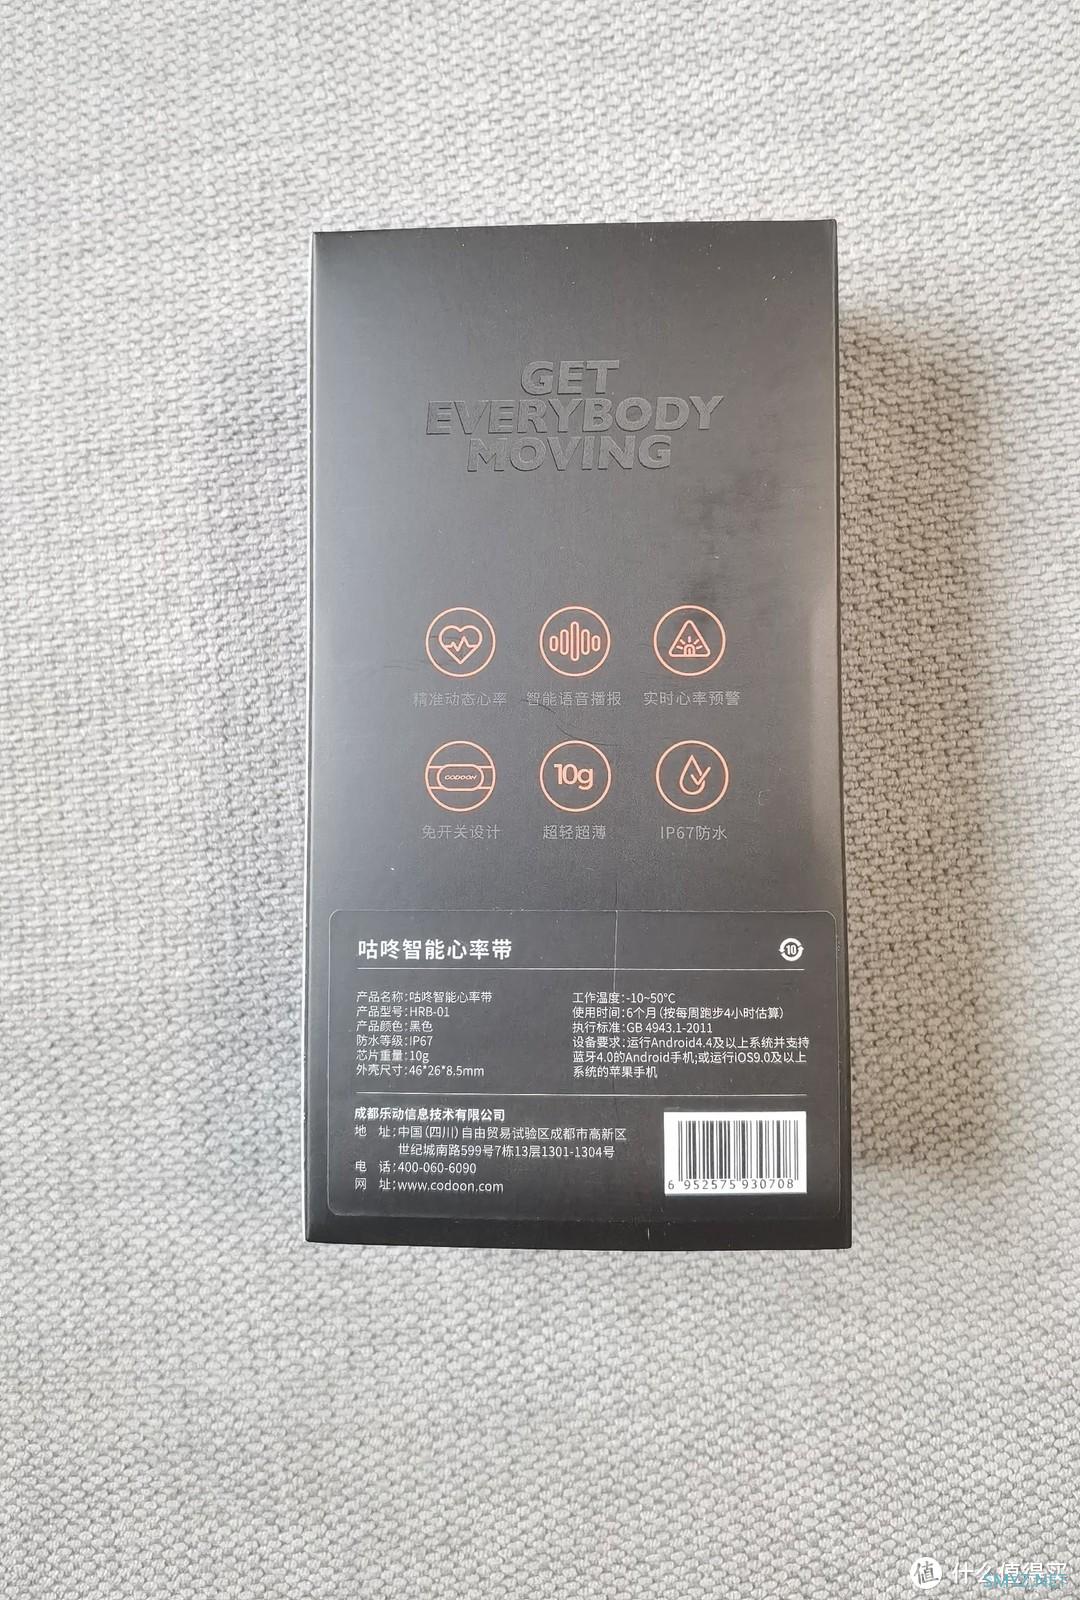 GET
EVERYBODY
MOVING
精准动态心率 智能语音播报 实时心率预警
CODOON 10g
免开关设计 超轻超薄 IP67防水
咕咚智能心率带 10
产品名称:咕咚智能心率带
产品型号:HRB-01
产品颜色:黑色
防水等级:IP67
芯片重量:10g
外壳尺寸:46*26*8.5mm
工作温度:-10~50°C
使用时间:6个月(按每周跑步4小时估算)
执行标准:GB 4943.1-2011
设备要求:运行Android4.4及以上系统并支持
蓝牙4.0的Android手机;或运行iOS9.0及以上
系统的苹果手机
成都乐动信息技术有限公司
地 址:中国(四川)自由贸易试验区成都市高新区
世纪城南路599号7栋13层1301-1304号
电 话:400-060-6090
网 址:www.codoon.com
6 952575 930708
值 什么值得买
SMYZ.NET